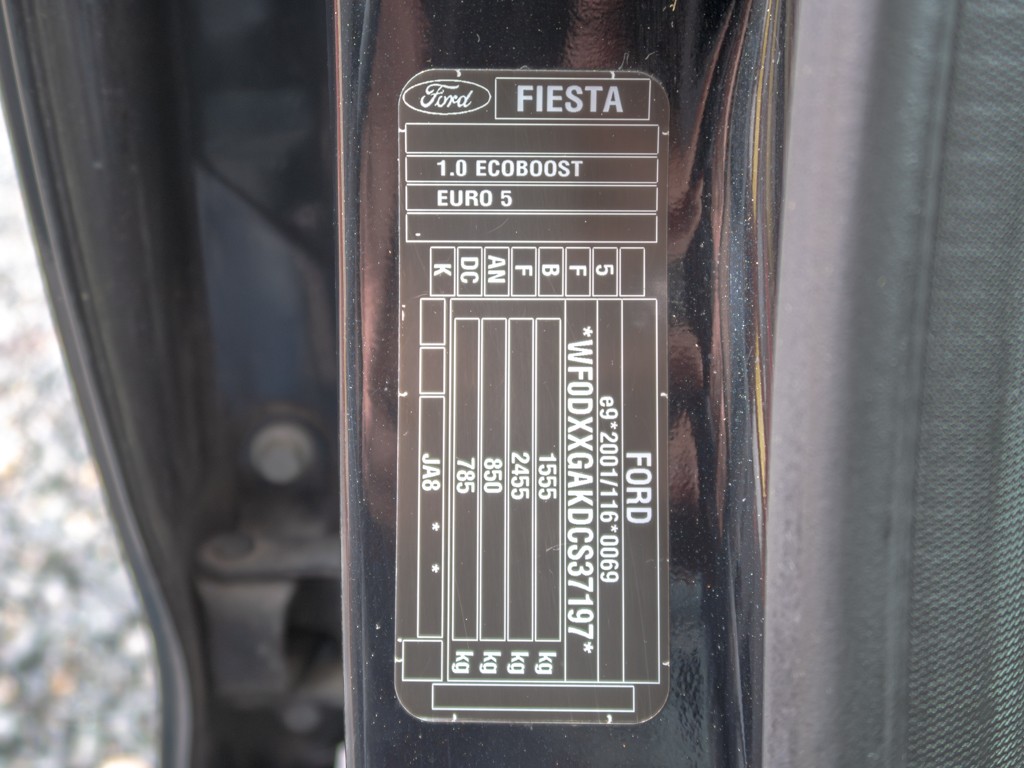 Ford FIESTA
1.0 ECOBOOST
EURO 5
5 F B F AN DC K
FORD
e9*2001/116*0069
*WF0DXXGAKDCS37197*
1555 kg
2455 kg
850 kg
785 kg
JA8 * *